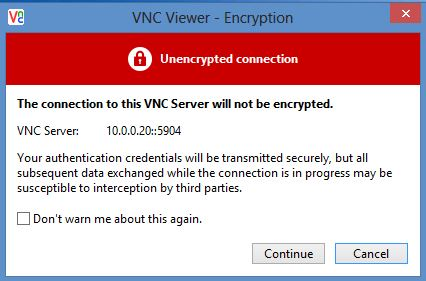 VNC Viewer - Encryption
Unencrypted connection
The connection to this VNC Server will not be encrypted.
VNC Server: 10.0.0.20::5904
Your authentication credentials will be transmitted securely, but all
subsequent data exchanged while the connection is in progress may be
susceptible to interception by third parties.
Don't warn me about this again.
Continue Cancel